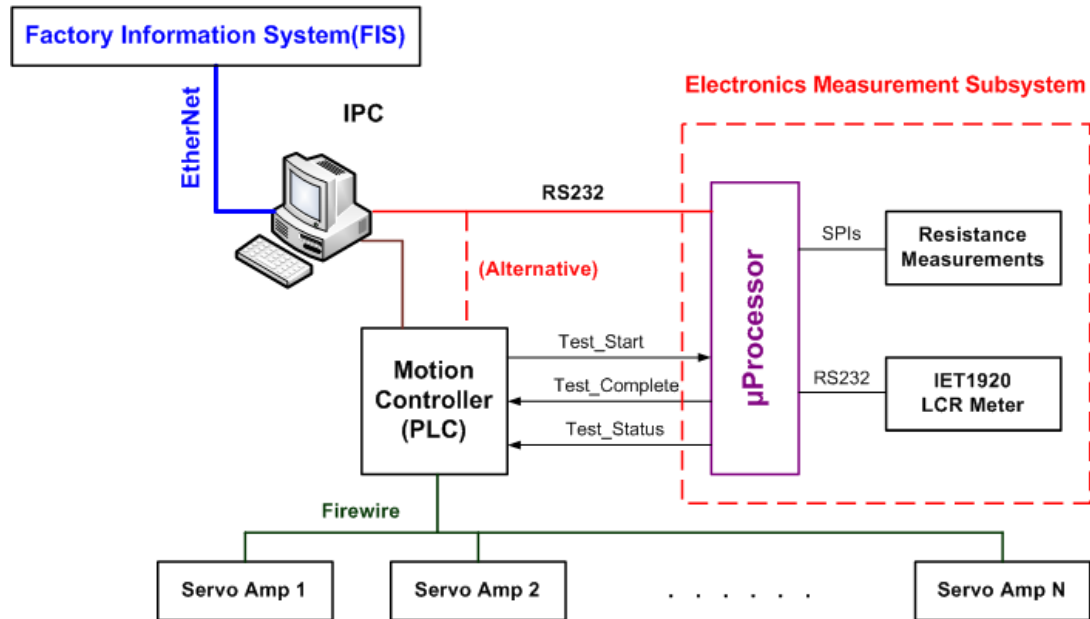 Factory Information System(FIS)
EtherNet
IPC
Electronics Measurement Subsystem
RS232
(Alternative)
µProcessor
SPIs
Resistance
Measurements
RS232
IET1920
LCR Meter
Motion
Controller
(PLC)
Test_Start
Test_Complete
Test_Status
Firewire
Servo Amp 1
Servo Amp 2
. . . . . .
Servo Amp N